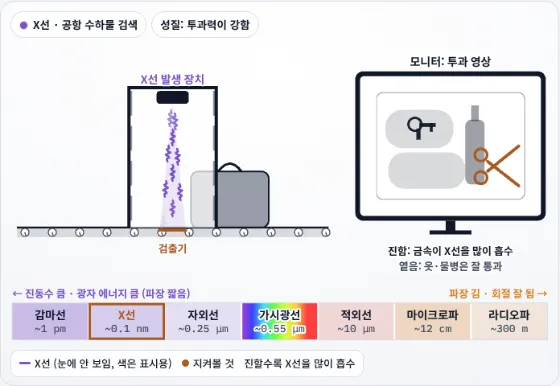 X선 · 공항 수하물 검색
성질: 투과력이 강함
X선 발생 장치
모니터: 투과 영상
검출기
진함: 금속이 X선을 많이 흡수
옅음: 옷·물병은 잘 통과
← 진동수 큼 · 광자 에너지 큼 (파장 짧음)
파장 김 · 회절 잘 됨 →
감마선
~1 pm
X선
~0.1 nm
자외선
~0.25 μm
가시광선
~0.55 μm
적외선
~10 μm
마이크로파
~12 cm
라디오파
~300 m
X선 (눈에 안 보임, 색은 표시용)
지켜볼 것 진할수록 X선을 많이 흡수